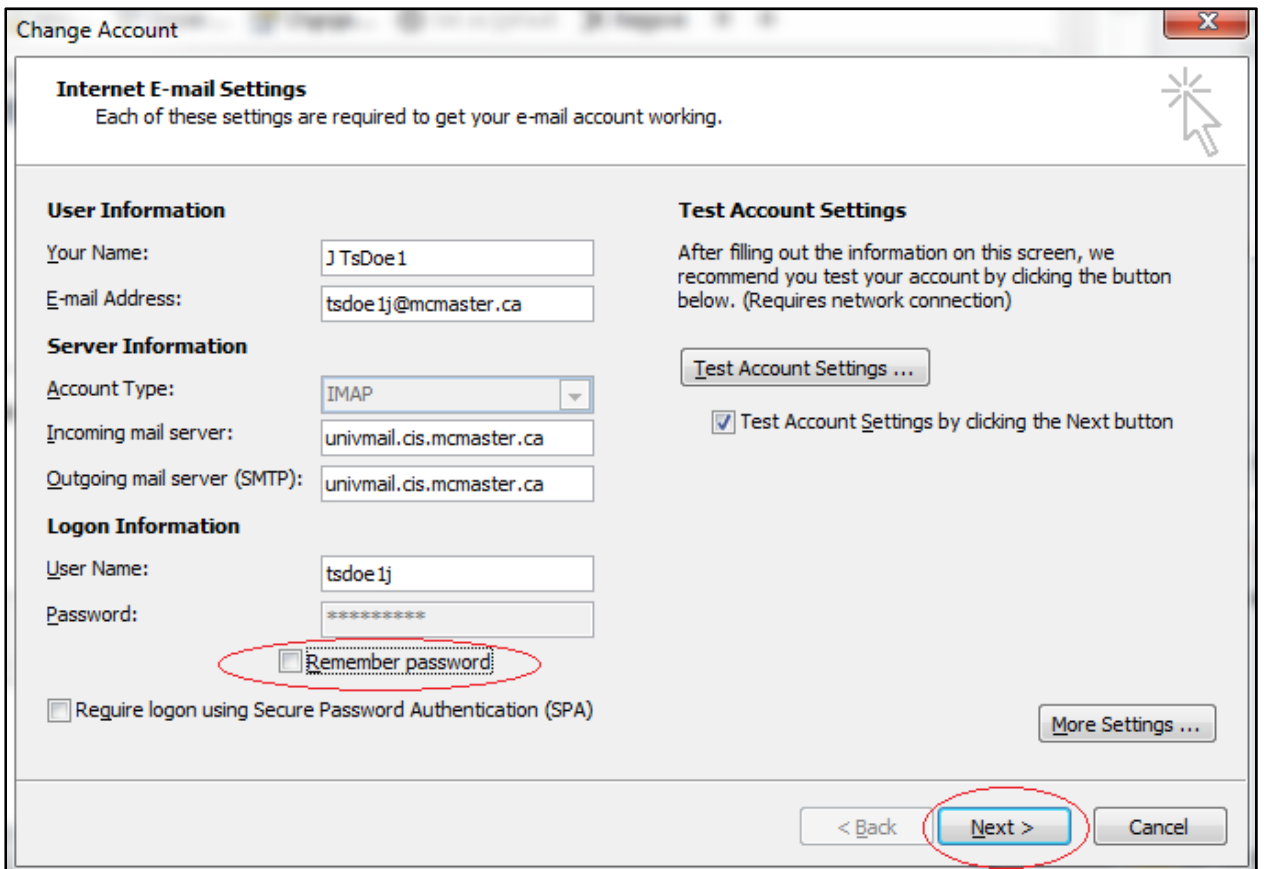 Change Account
Internet E-mail Settings
Each of these settings are required to get your e-mail account working.
User Information
Your Name:
J TsDoe1
E-mail Address:
tsdoe1j@mcmaster.ca
Server Information
Account Type:
IMAP
Incoming mail server:
univmail.cis.mcmaster.ca
Outgoing mail server (SMTP):
univmail.cis.mcmaster.ca
Logon Information
User Name:
tsdoe1j
Password:
*********
Remember password
Require logon using Secure Password Authentication (SPA)
Test Account Settings
After filling out the information on this screen, we
recommend you test your account by clicking the button
below. (Requires network connection)
Test Account Settings ...
Test Account Settings by clicking the Next button
More Settings ...
< Back
Next >
Cancel